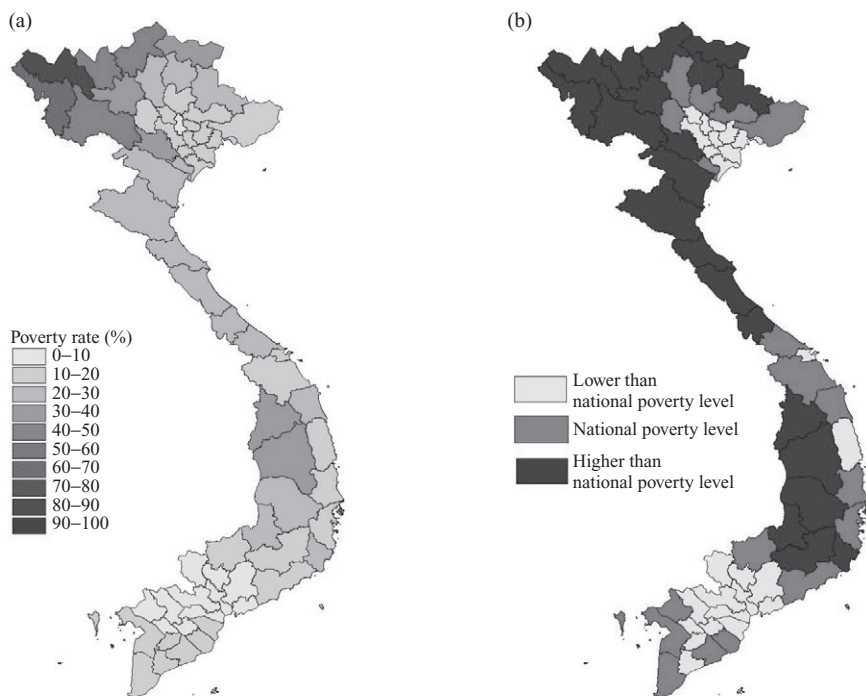 (a)
(b)
Poverty rate (%)
0–10
10–20
20–30
30–40
40–50
50–60
60–70
70–80
80–90
90–100
Lower than
national poverty level
National poverty level
Higher than
national poverty level